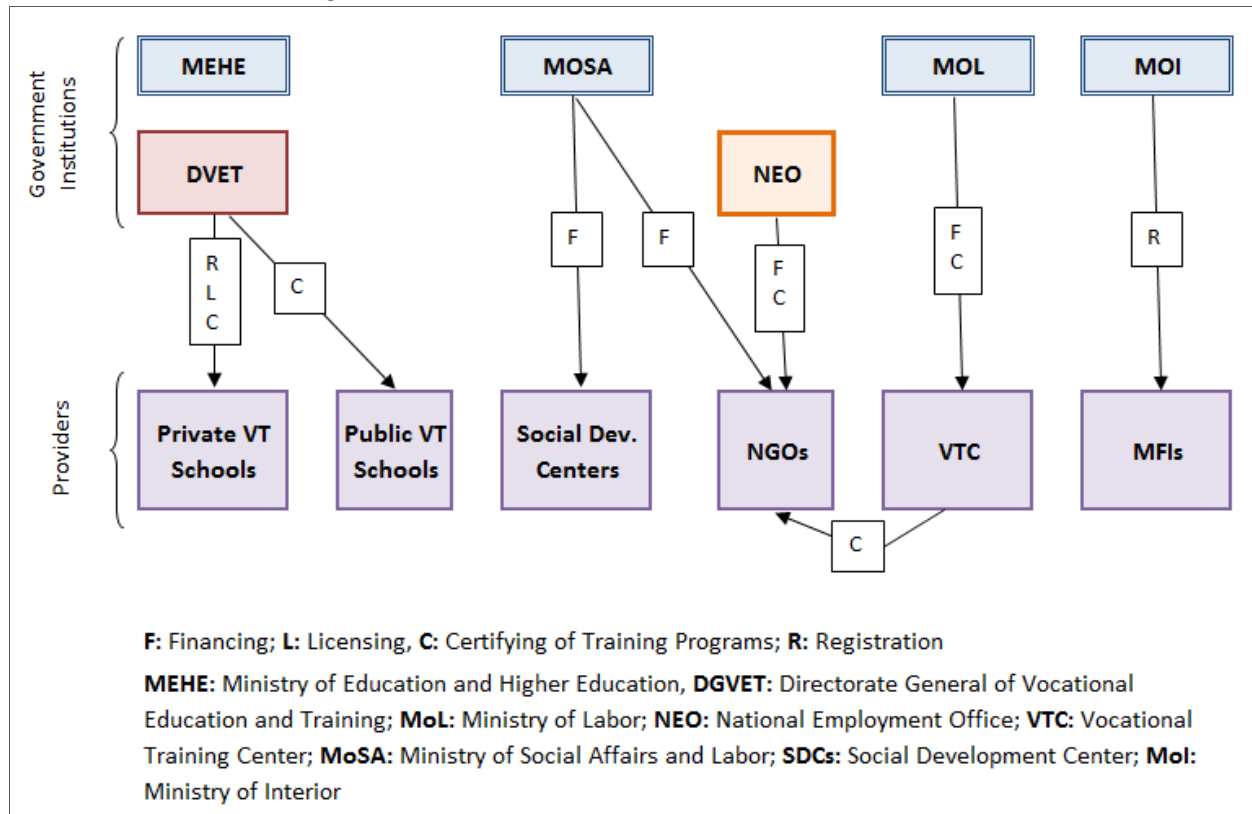 Government
Institutions
MEHE
MOSA
MOL
MOI
DVET
NEO
R
L
C
C
F
F
F
C
F
C
R
Providers
Private VT
Schools
Public VT
Schools
Social Dev.
Centers
NGOs
VTC
MFIs
C
F: Financing; L: Licensing, C: Certifying of Training Programs; R: Registration
MEHE: Ministry of Education and Higher Education, DGVET: Directorate General of Vocational
Education and Training; MoL: Ministry of Labor; NEO: National Employment Office; VTC: Vocational
Training Center; MoSA: Ministry of Social Affairs and Labor; SDCs: Social Development Center; MoI:
Ministry of Interior